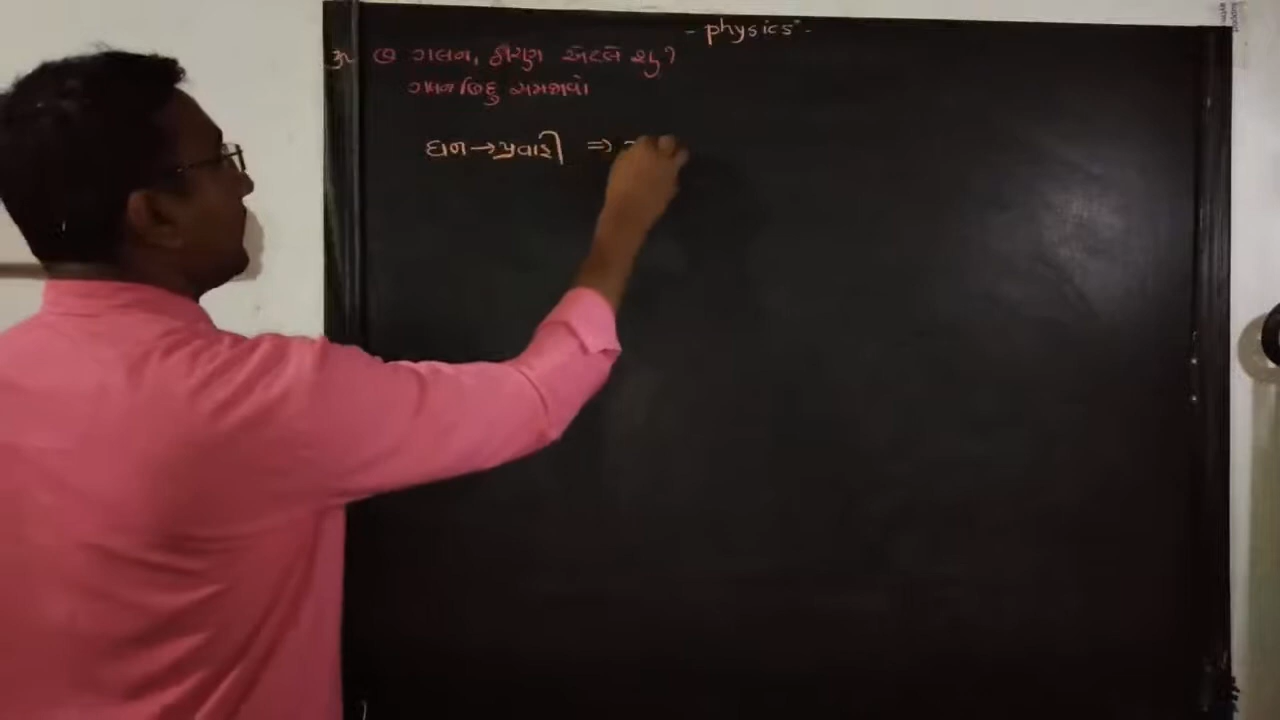 - physics -
ગલન, ઠારણ એટલે શું?
ગલનબિંદુ સમજાવો
ઘન → પ્રવાહી ⇒